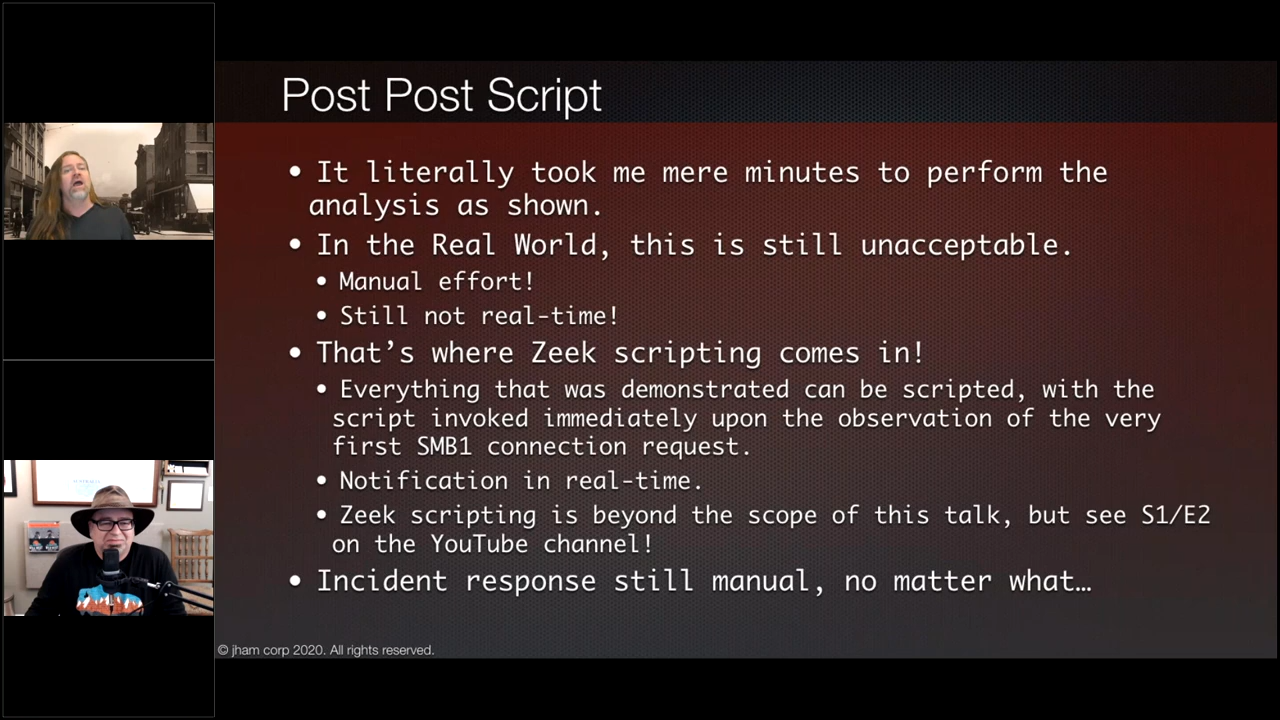 Post Post Script
• It literally took me mere minutes to perform the
analysis as shown.
• In the Real World, this is still unacceptable.
• Manual effort!
• Still not real-time!
• That’s where Zeek scripting comes in!
• Everything that was demonstrated can be scripted, with the
script invoked immediately upon the observation of the very
first SMB1 connection request.
• Notification in real-time.
• Zeek scripting is beyond the scope of this talk, but see S1/E2
on the YouTube channel!
• Incident response still manual, no matter what…
© jham corp 2020. All rights reserved.